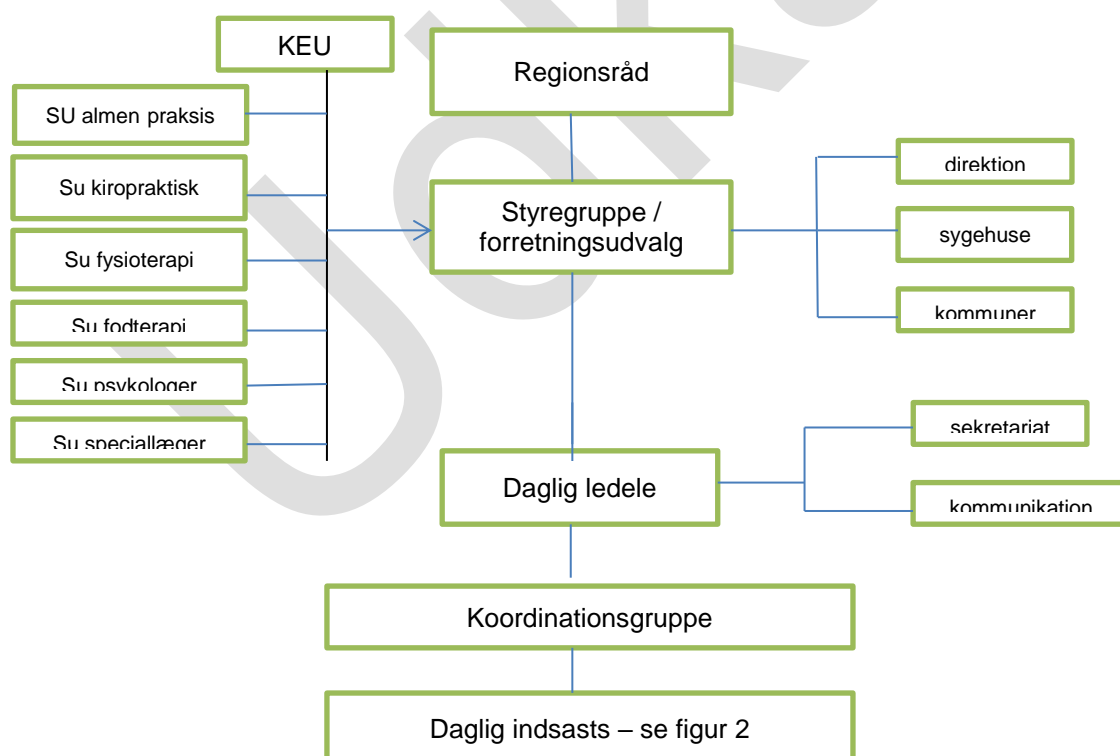 KEU
Regionsråd
SU almen praksis
Su kiropraktisk
Su fysioterapi
Su fodterapi
Su psykologer
Su speciallæger
Styregruppe /
forretningsudvalg
direktion
sygehuse
kommuner
Daglig ledele
sekretariat
kommunikation
Koordinationsgruppe
Daglig indsasts – se figur 2